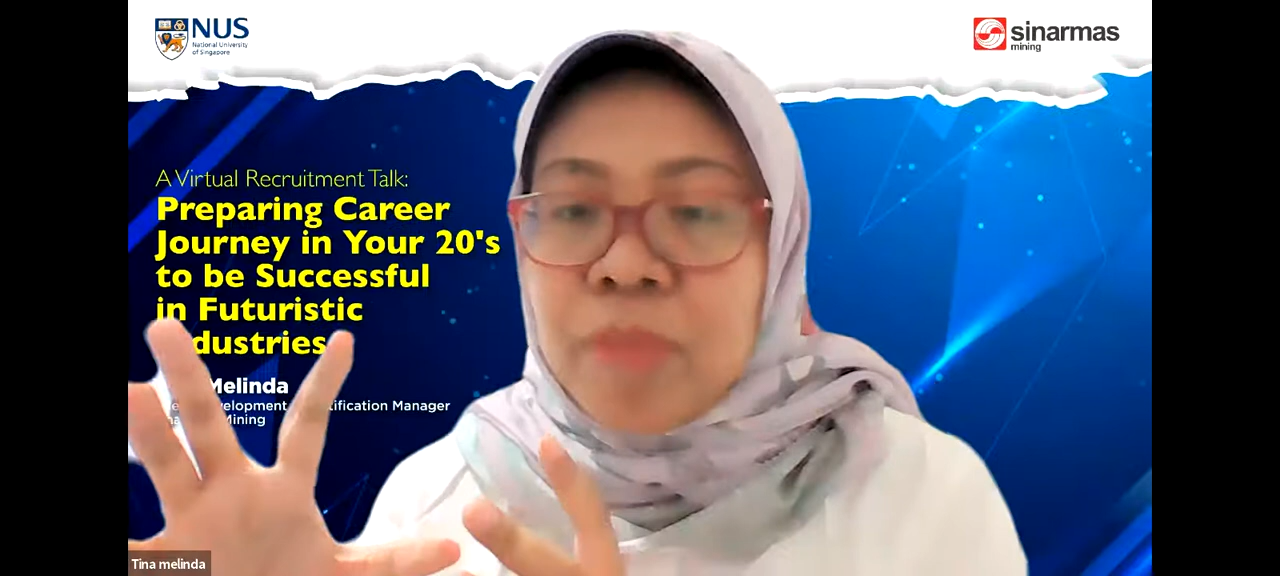 NUS
National University
of Singapore
sinarmas
mining
A Virtual Recruitment Talk:
Preparing Career
Journey in Your 20's
to be Successful
in Futuristic
dustries
Melinda
velopment tification Manager
Mining
Tina melinda